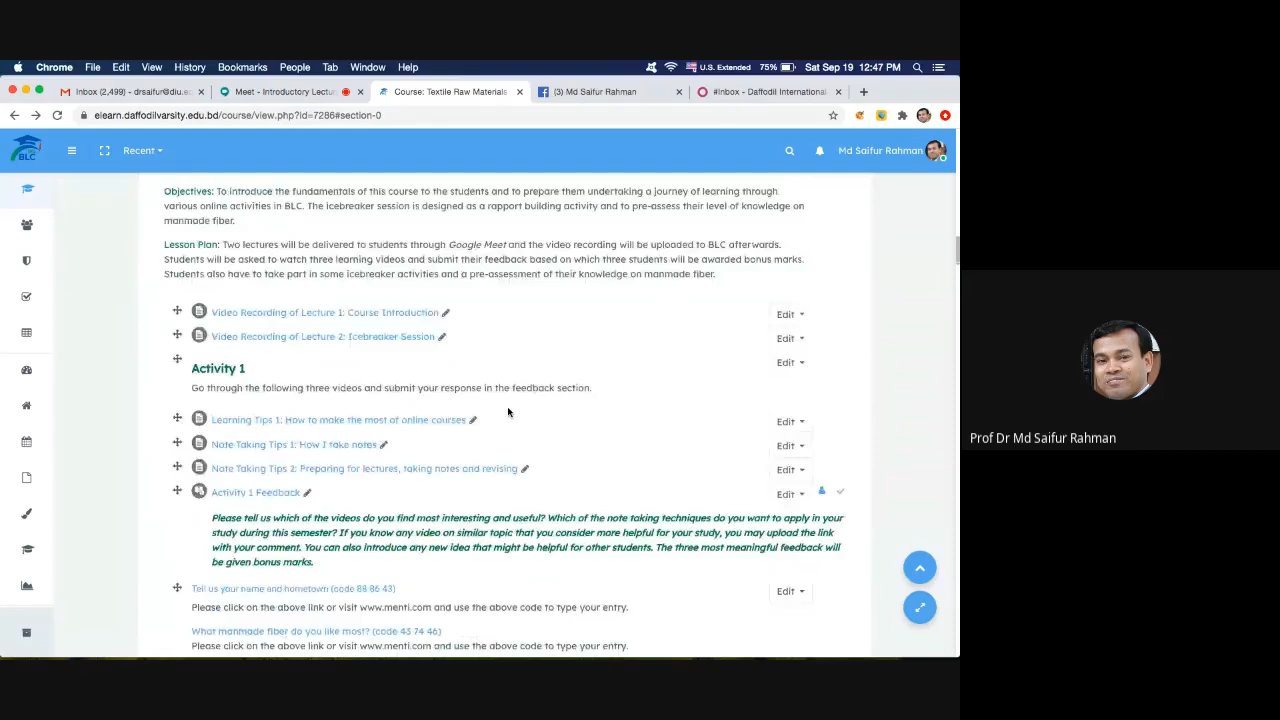 Chrome File Edit View History Bookmarks People Tab Window Help U.S. Extended 75% Sat Sep 19 12:47 PM
Inbox (2,499) - drsaifur@diu.ed Meet - Introductory Lectur Course: Textile Raw Materials (3) Md Saifur Rahman #Inbox - Daffodil International
elearn.daffodilvarsity.edu.bd/course/view.php?id=7286#section-0
BLC Recent Md Saifur Rahman
Objectives: To introduce the fundamentals of this course to the students and to prepare them undertaking a journey of learning through
various online activities in BLC. The icebreaker session is designed as a rapport building activity and to pre-assess their level of knowledge on
manmade fiber.
Lesson Plan: Two lectures will be delivered to students through Google Meet and the video recording will be uploaded to BLC afterwards.
Students will be asked to watch three learning videos and submit their feedback based on which three students will be awarded bonus marks.
Students also have to take part in some icebreaker activities and a pre-assessment of their knowledge on manmade fiber.
Video Recording of Lecture 1: Course Introduction Edit
Video Recording of Lecture 2: Icebreaker Session Edit
Edit
Activity 1
Go through the following three videos and submit your response in the feedback section.
Learning Tips 1: How to make the most of online courses Edit
Note Taking Tips 1: How I take notes Edit
Note Taking Tips 2: Preparing for lectures, taking notes and revising Edit
Activity 1 Feedback Edit
Please tell us which of the videos do you find most interesting and useful? Which of the note taking techniques do you want to apply in your
study during this semester? If you know any video on similar topic that you consider more helpful for your study, you may upload the link
with your comment. You can also introduce any new idea that might be helpful for other students. The three most meaningful feedback will
be given bonus marks.
Tell us your name and hometown (code 88 86 43) Edit
Please click on the above link or visit www.menti.com and use the above code to type your entry.
What manmade fiber do you like most? (code 43 74 46)
Please click on the above link or visit www.menti.com and use the above code to type your entry.
Prof Dr Md Saifur Rahman